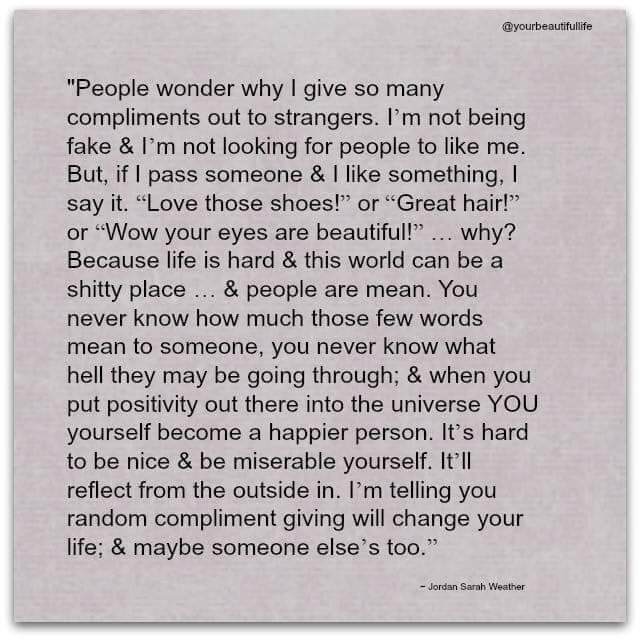 @yourbeautifullife
"People wonder why I give so many
compliments out to strangers. I’m not being
fake & I’m not looking for people to like me.
But, if I pass someone & I like something, I
say it. “Love those shoes!” or “Great hair!”
or “Wow your eyes are beautiful!” … why?
Because life is hard & this world can be a
shitty place … & people are mean. You
never know how much those few words
mean to someone, you never know what
hell they may be going through; & when you
put positivity out there into the universe YOU
yourself become a happier person. It’s hard
to be nice & be miserable yourself. It’ll
reflect from the outside in. I’m telling you
random compliment giving will change your
life; & maybe someone else’s too.”
~ Jordan Sarah Weather